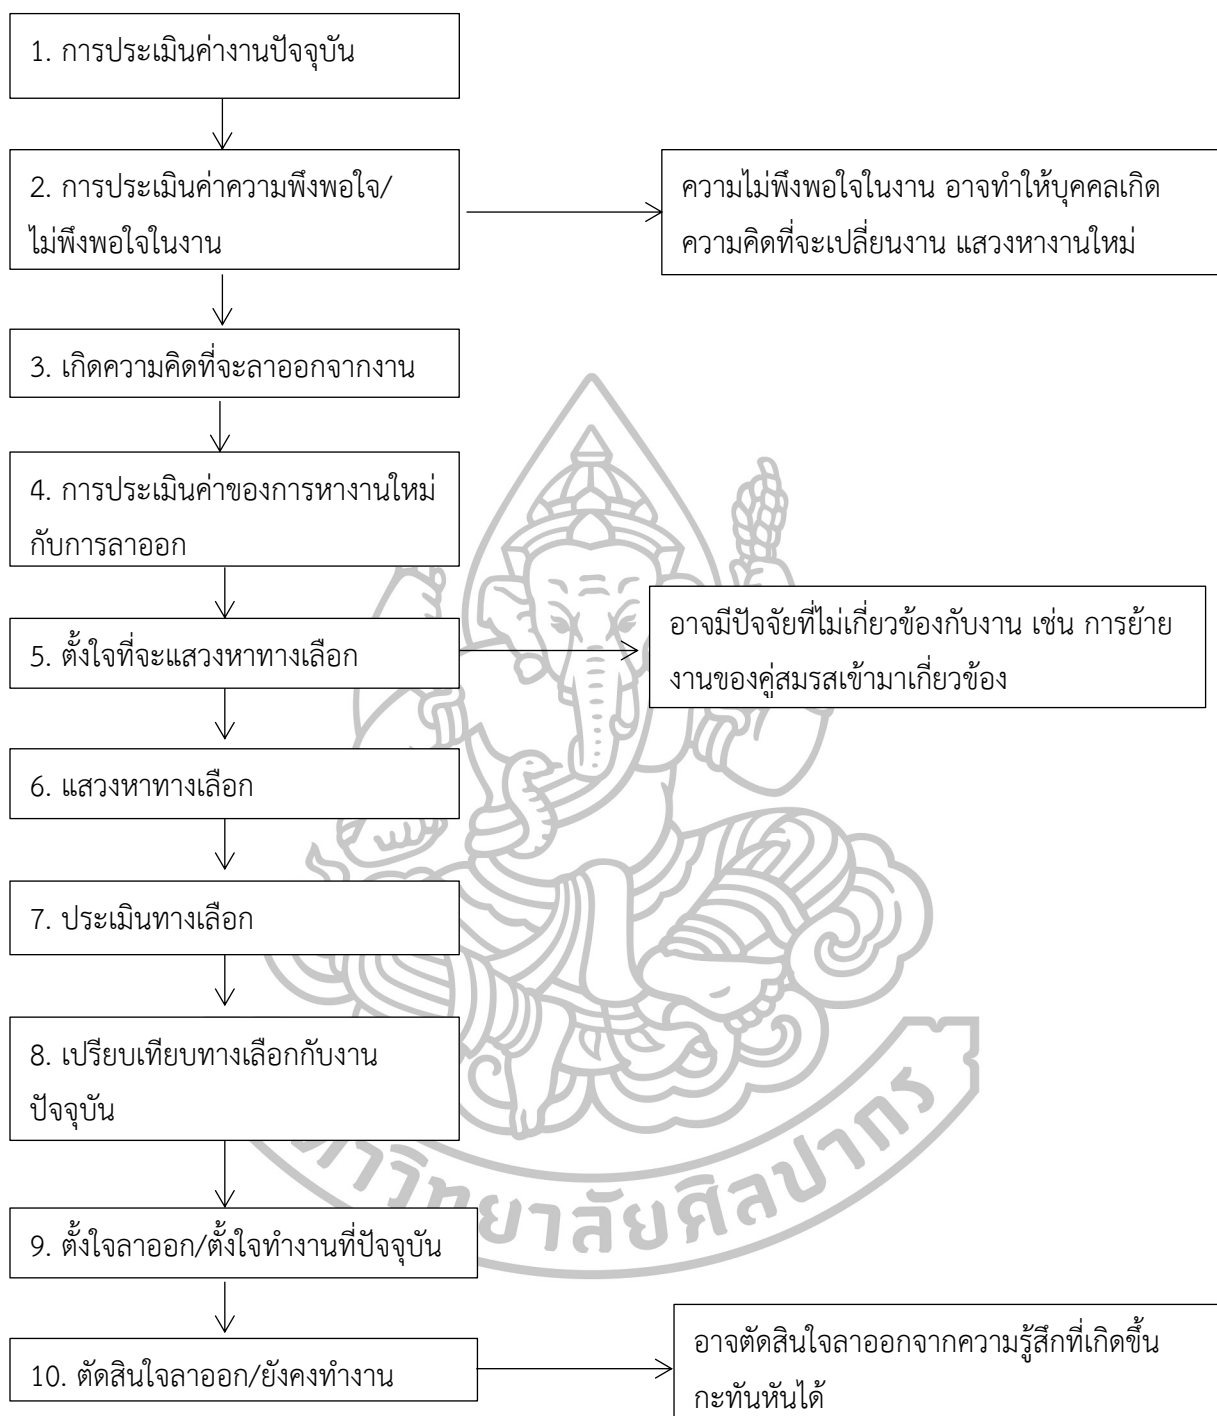 1. การประเมินค่างานปัจจุบัน
2. การประเมินค่าความพึงพอใจ/
ไม่พึงพอใจในงาน
ความไม่พึงพอใจในงาน อาจทำให้บุคคลเกิด
ความคิดที่จะเปลี่ยนงาน แสวงหางานใหม่
3. เกิดความคิดที่จะลาออกจากงาน
4. การประเมินค่าของการหางานใหม่
กับการลาออก
5. ตั้งใจที่จะแสวงหาทางเลือก
อาจมีปัจจัยที่ไม่เกี่ยวข้องกับงาน เช่น การย้าย
งานของคู่สมรสเข้ามาเกี่ยวข้อง
6. แสวงหาทางเลือก
7. ประเมินทางเลือก
8. เปรียบเทียบทางเลือกกับงาน
ปัจจุบัน
9. ตั้งใจลาออก/ตั้งใจทำงานที่ปัจจุบัน
10. ตัดสินใจลาออก/ยังคงทำงาน
อาจตัดสินใจลาออกจากความรู้สึกที่เกิดขึ้น
กะทันหันได้